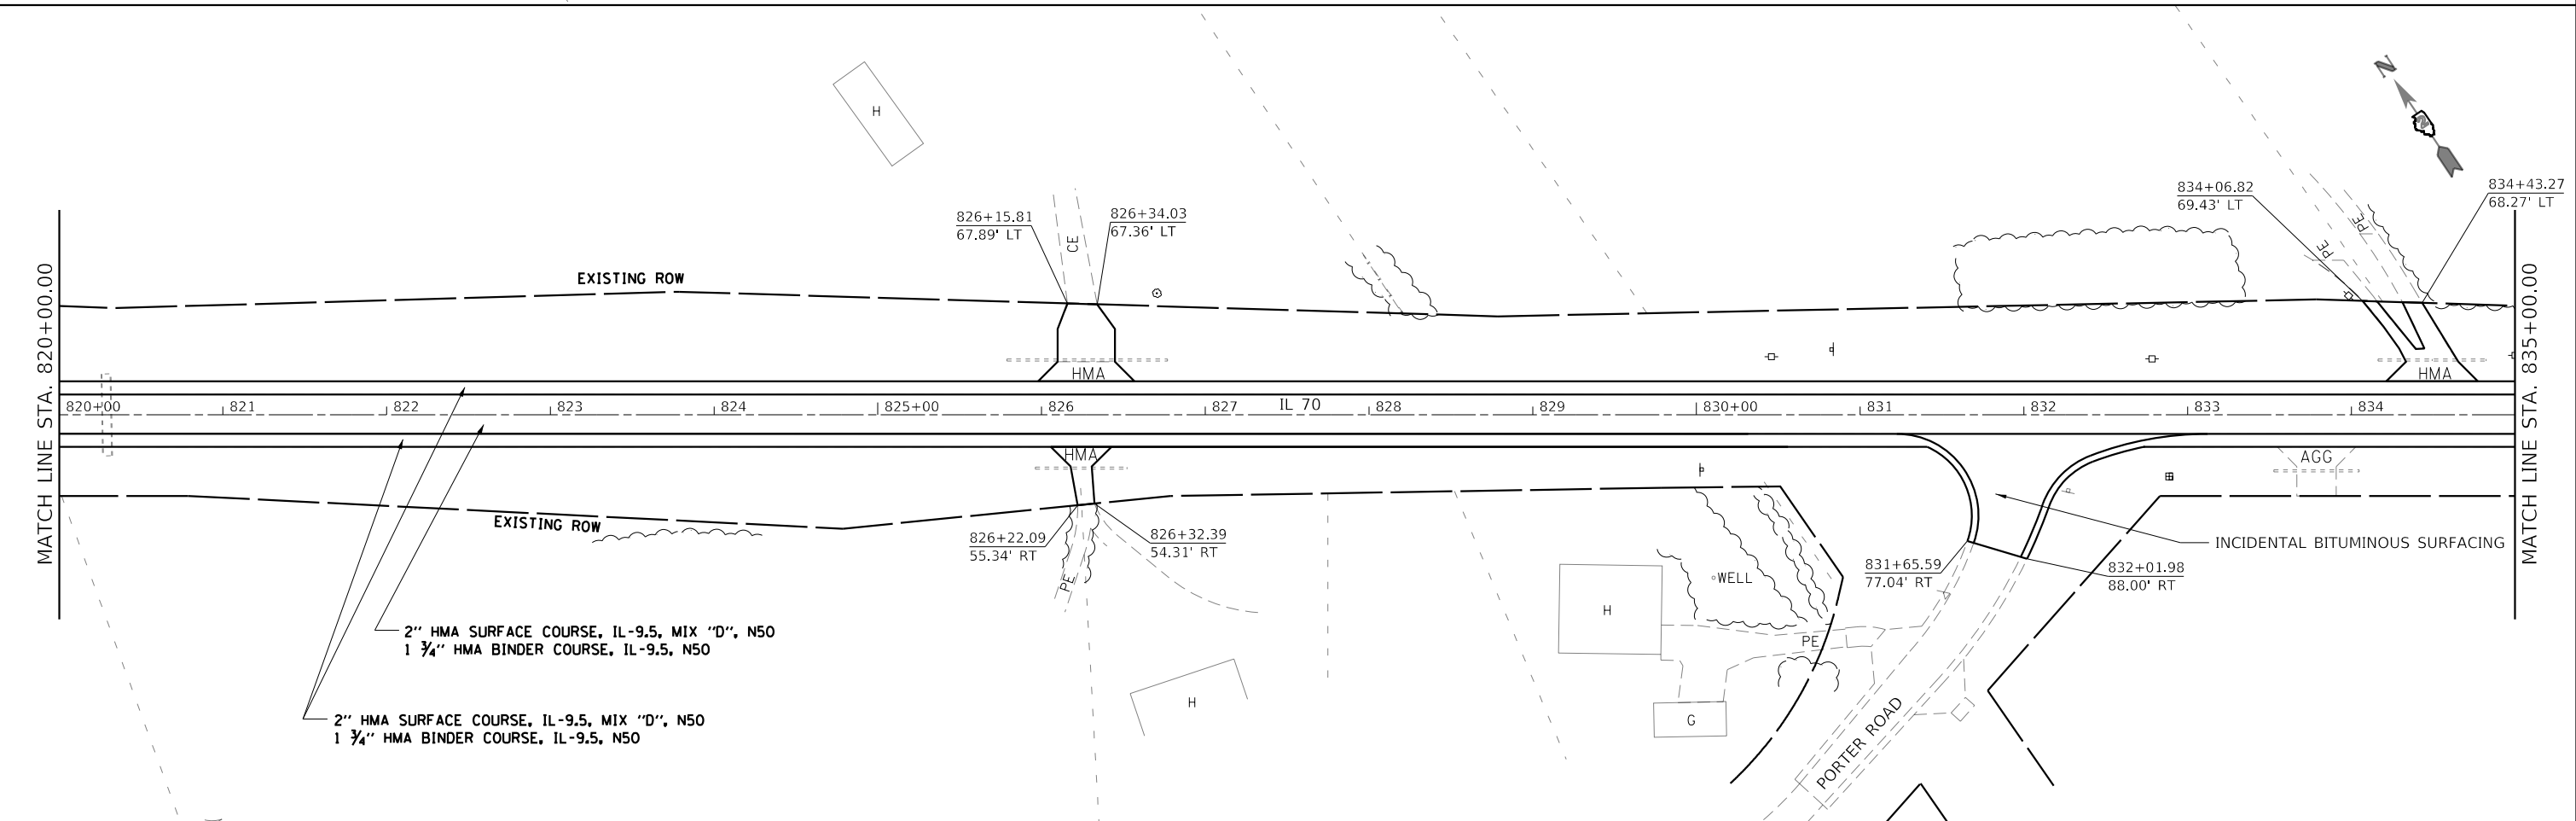 N
H
834+06.82
69.43' LT
834+43.27
68.27' LT
826+15.81
67.89' LT
826+34.03
67.36' LT
CE
PE
PE
EXISTING ROW
MATCH LINE STA. 820+00.00
MATCH LINE STA. 835+00.00
HMA
HMA
820+00
821
822
823
824
825+00
826
827
IL 70
828
829
830+00
831
832
833
834
HMA
AGG
EXISTING ROW
826+22.09
55.34' RT
826+32.39
54.31' RT
PE
INCIDENTAL BITUMINOUS SURFACING
831+65.59
77.04' RT
832+01.98
88.00' RT
WELL
H
PE
2" HMA SURFACE COURSE, IL-9.5, MIX "D", N50
1 3/4" HMA BINDER COURSE, IL-9.5, N50
H
G
2" HMA SURFACE COURSE, IL-9.5, MIX "D", N50
1 3/4" HMA BINDER COURSE, IL-9.5, N50
PORTER ROAD